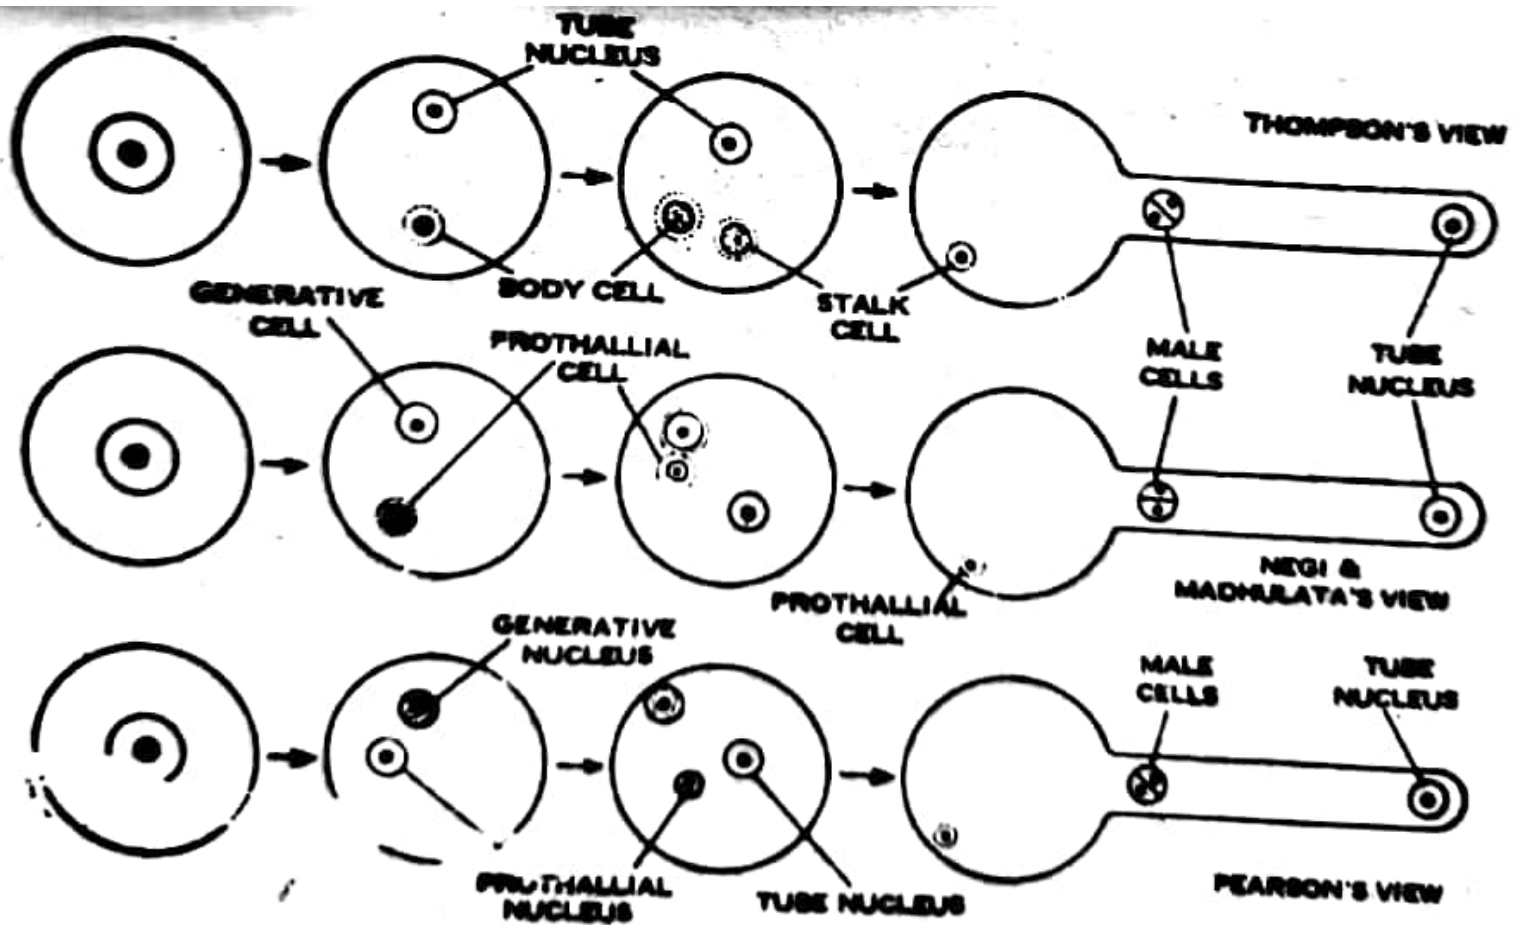 TUBE
NUCLEUS
THOMPSON'S VIEW
GENERATIVE
CELL
BODY CELL
STALK
CELL
PROTHALLIAL
CELL
MALE
CELLS
TUBE
NUCLEUS
PROTHALLIAL
CELL
NEGI &
MADHULATA'S VIEW
GENERATIVE
NUCLEUS
MALE
CELLS
TUBE
NUCLEUS
PROTHALLIAL
NUCLEUS
TUBE NUCLEUS
PEARSON'S VIEW